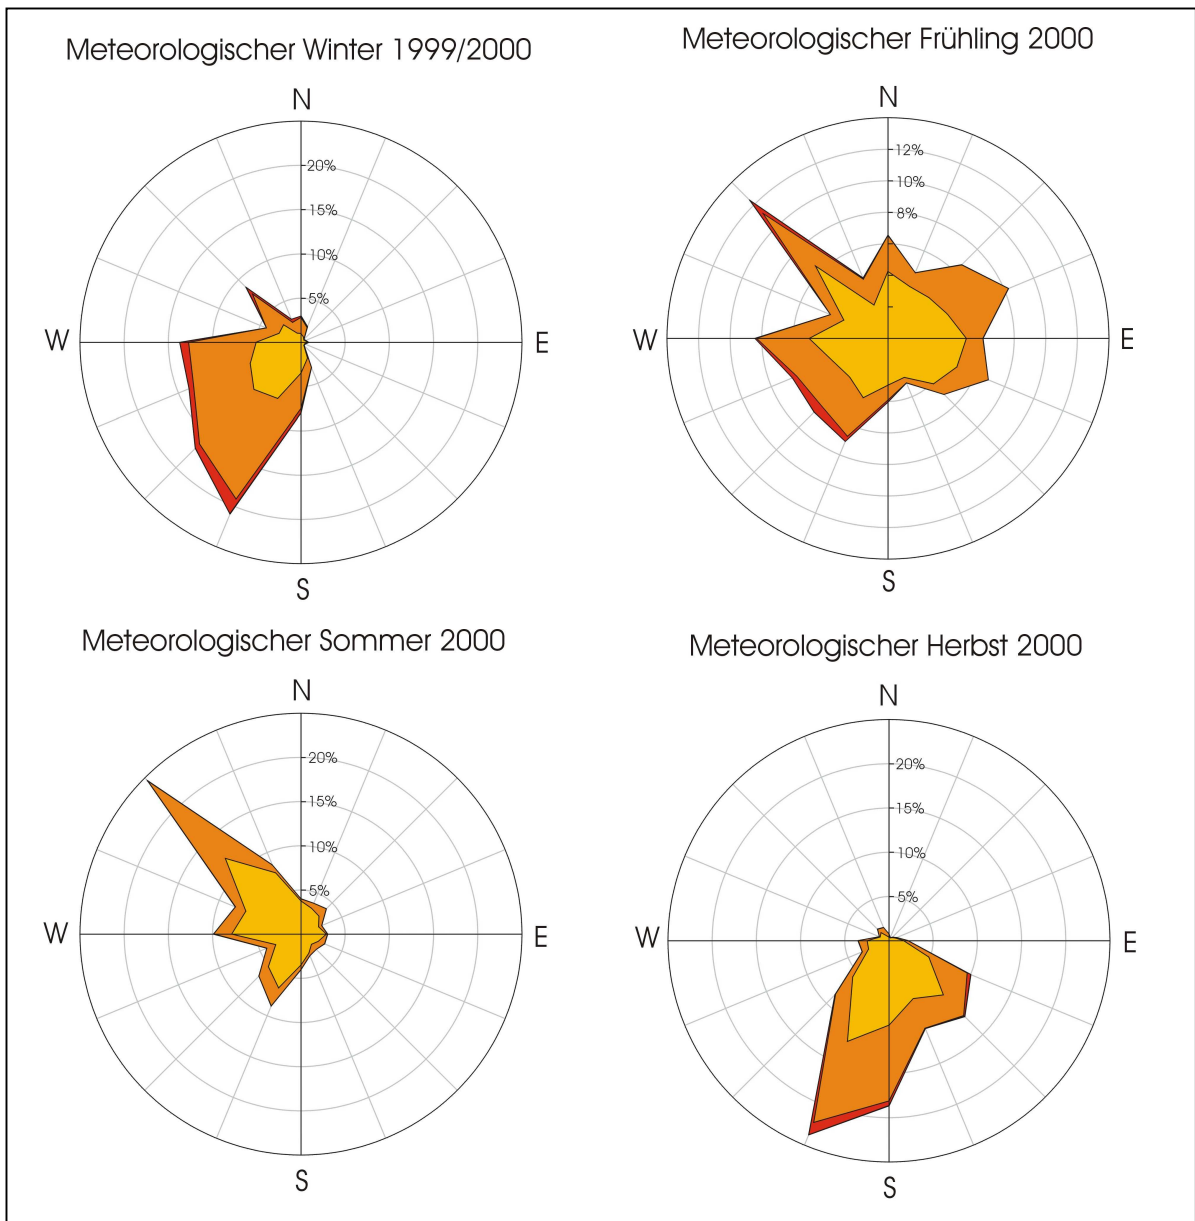 Meteorologischer Winter 1999/2000
N
20%
15%
10%
5%
W
E
S
Meteorologischer Frühling 2000
N
12%
10%
8%
W
E
S
Meteorologischer Sommer 2000
N
20%
15%
10%
5%
W
E
S
Meteorologischer Herbst 2000
N
20%
15%
10%
5%
W
E
S